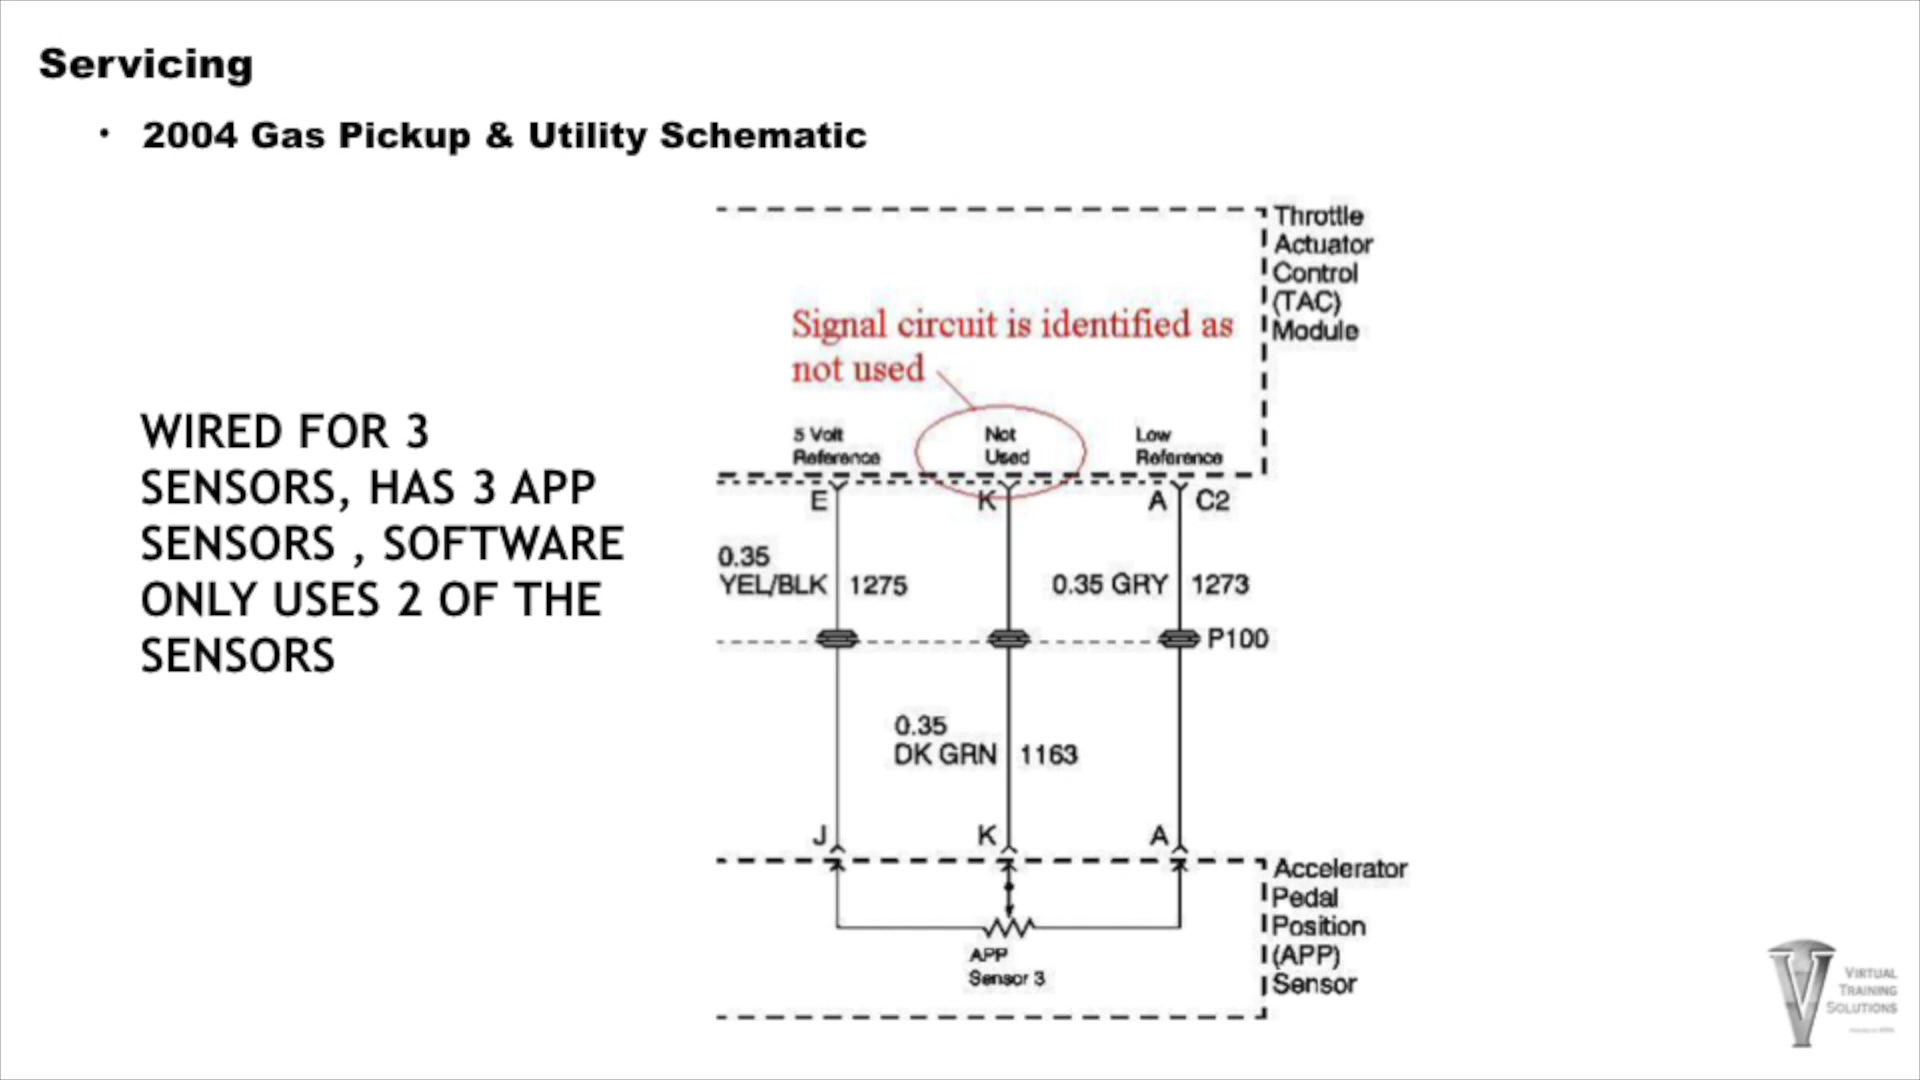 Servicing
• 2004 Gas Pickup & Utility Schematic
WIRED FOR 3
SENSORS, HAS 3 APP
SENSORS , SOFTWARE
ONLY USES 2 OF THE
SENSORS
Throttle
Actuator
Control
(TAC)
Module
Signal circuit is identified as
not used
5 Volt
Reference
Not
Used
Low
Reference
E
K
A
C2
0.35
YEL/BLK
1275
0.35 GRY
1273
P100
0.35
DK GRN
1163
J
K
A
Accelerator
Pedal
Position
(APP)
Sensor
APP
Sensor 3
VIRTUAL
TRAINING
SOLUTIONS